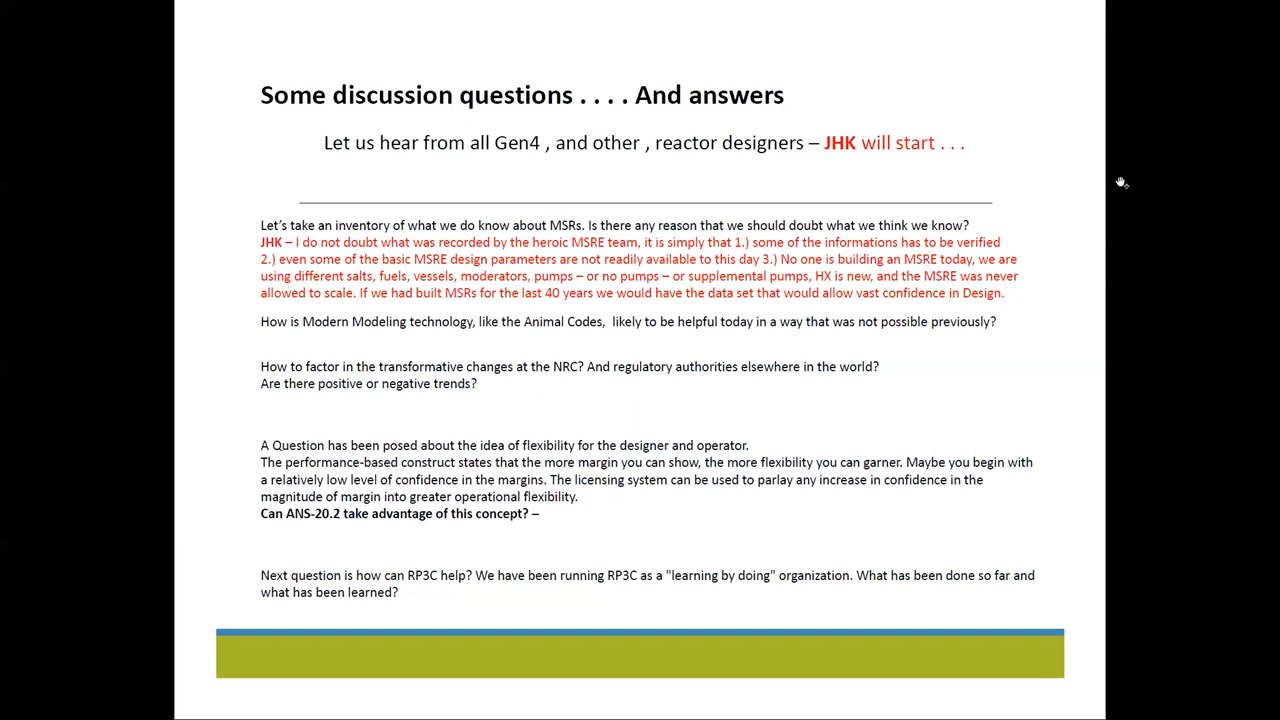 Some discussion questions . . . . And answers
Let us hear from all Gen4 , and other , reactor designers – JHK will start . . .
Let’s take an inventory of what we do know about MSRs. Is there any reason that we should doubt what we think we know?
JHK – I do not doubt what was recorded by the heroic MSRE team, it is simply that 1.) some of the informations has to be verified
2.) even some of the basic MSRE design parameters are not readily available to this day 3.) No one is building an MSRE today, we are
using different salts, fuels, vessels, moderators, pumps – or no pumps – or supplemental pumps, HX is new, and the MSRE was never
allowed to scale. If we had built MSRs for the last 40 years we would have the data set that would allow vast confidence in Design.
How is Modern Modeling technology, like the Animal Codes,  likely to be helpful today in a way that was not possible previously?
How to factor in the transformative changes at the NRC? And regulatory authorities elsewhere in the world?
Are there positive or negative trends?
A Question has been posed about the idea of flexibility for the designer and operator.
The performance-based construct states that the more margin you can show, the more flexibility you can garner. Maybe you begin with
a relatively low level of confidence in the margins. The licensing system can be used to parlay any increase in confidence in the
magnitude of margin into greater operational flexibility.
Can ANS-20.2 take advantage of this concept? –
Next question is how can RP3C help? We have been running RP3C as a "learning by doing" organization. What has been done so far and
what has been learned?